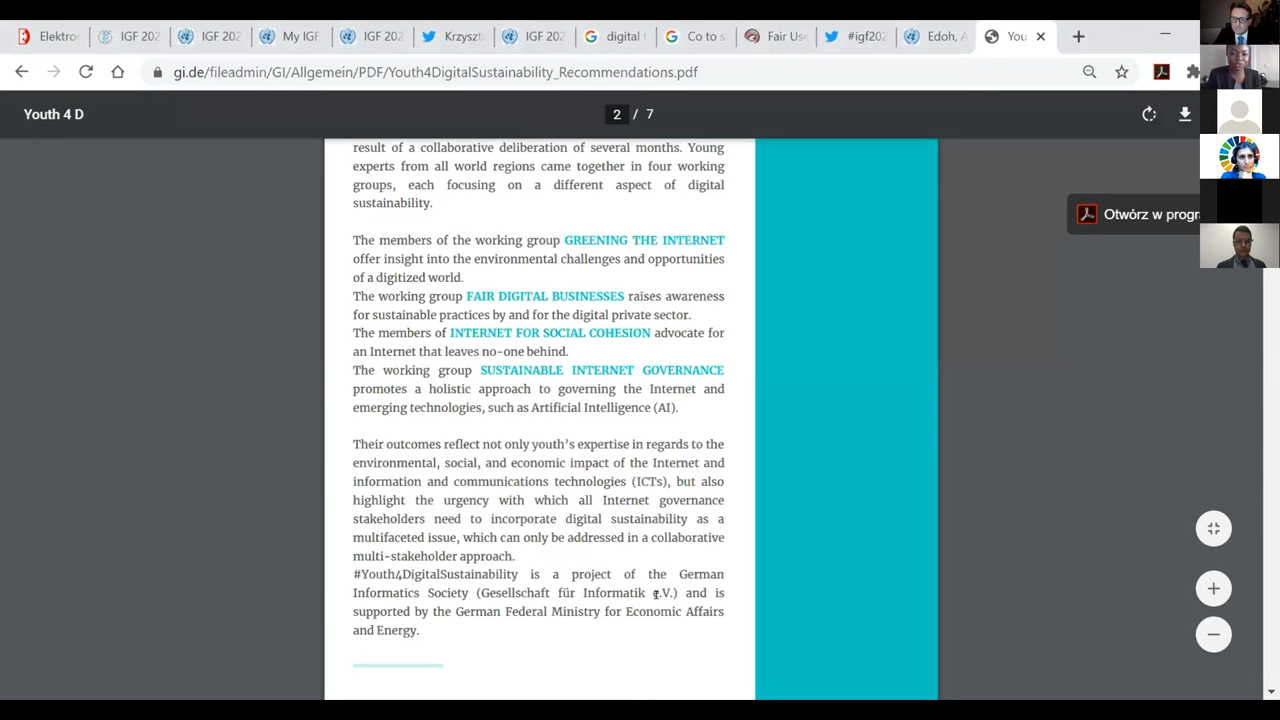 Elektro
IGF 202
IGF 202
My IGF
IGF 202
Krzyszt
IGF 202
digital t
Co to s
Fair Use
#igf202
Edoh, A
You
gi.de/fileadmin/GI/Allgemein/PDF/Youth4DigitalSustainability_Recommendations.pdf
Youth 4 D
2 / 7
result of a collaborative deliberation of several months. Young
experts from all world regions came together in four working
groups, each focusing on a different aspect of digital
sustainability.
Otwórz w progra
The members of the working group GREENING THE INTERNET
offer insight into the environmental challenges and opportunities
of a digitized world.
The working group FAIR DIGITAL BUSINESSES raises awareness
for sustainable practices by and for the digital private sector.
The members of INTERNET FOR SOCIAL COHESION advocate for
an Internet that leaves no-one behind.
The working group SUSTAINABLE INTERNET GOVERNANCE
promotes a holistic approach to governing the Internet and
emerging technologies, such as Artificial Intelligence (AI).
Their outcomes reflect not only youth's expertise in regards to the
environmental, social, and economic impact of the Internet and
information and communications technologies (ICTs), but also
highlight the urgency with which all Internet governance
stakeholders need to incorporate digital sustainability as a
multifaceted issue, which can only be addressed in a collaborative
multi-stakeholder approach.
#Youth4DigitalSustainability is a project of the German
Informatics Society (Gesellschaft für Informatik e.V.) and is
supported by the German Federal Ministry for Economic Affairs
and Energy.